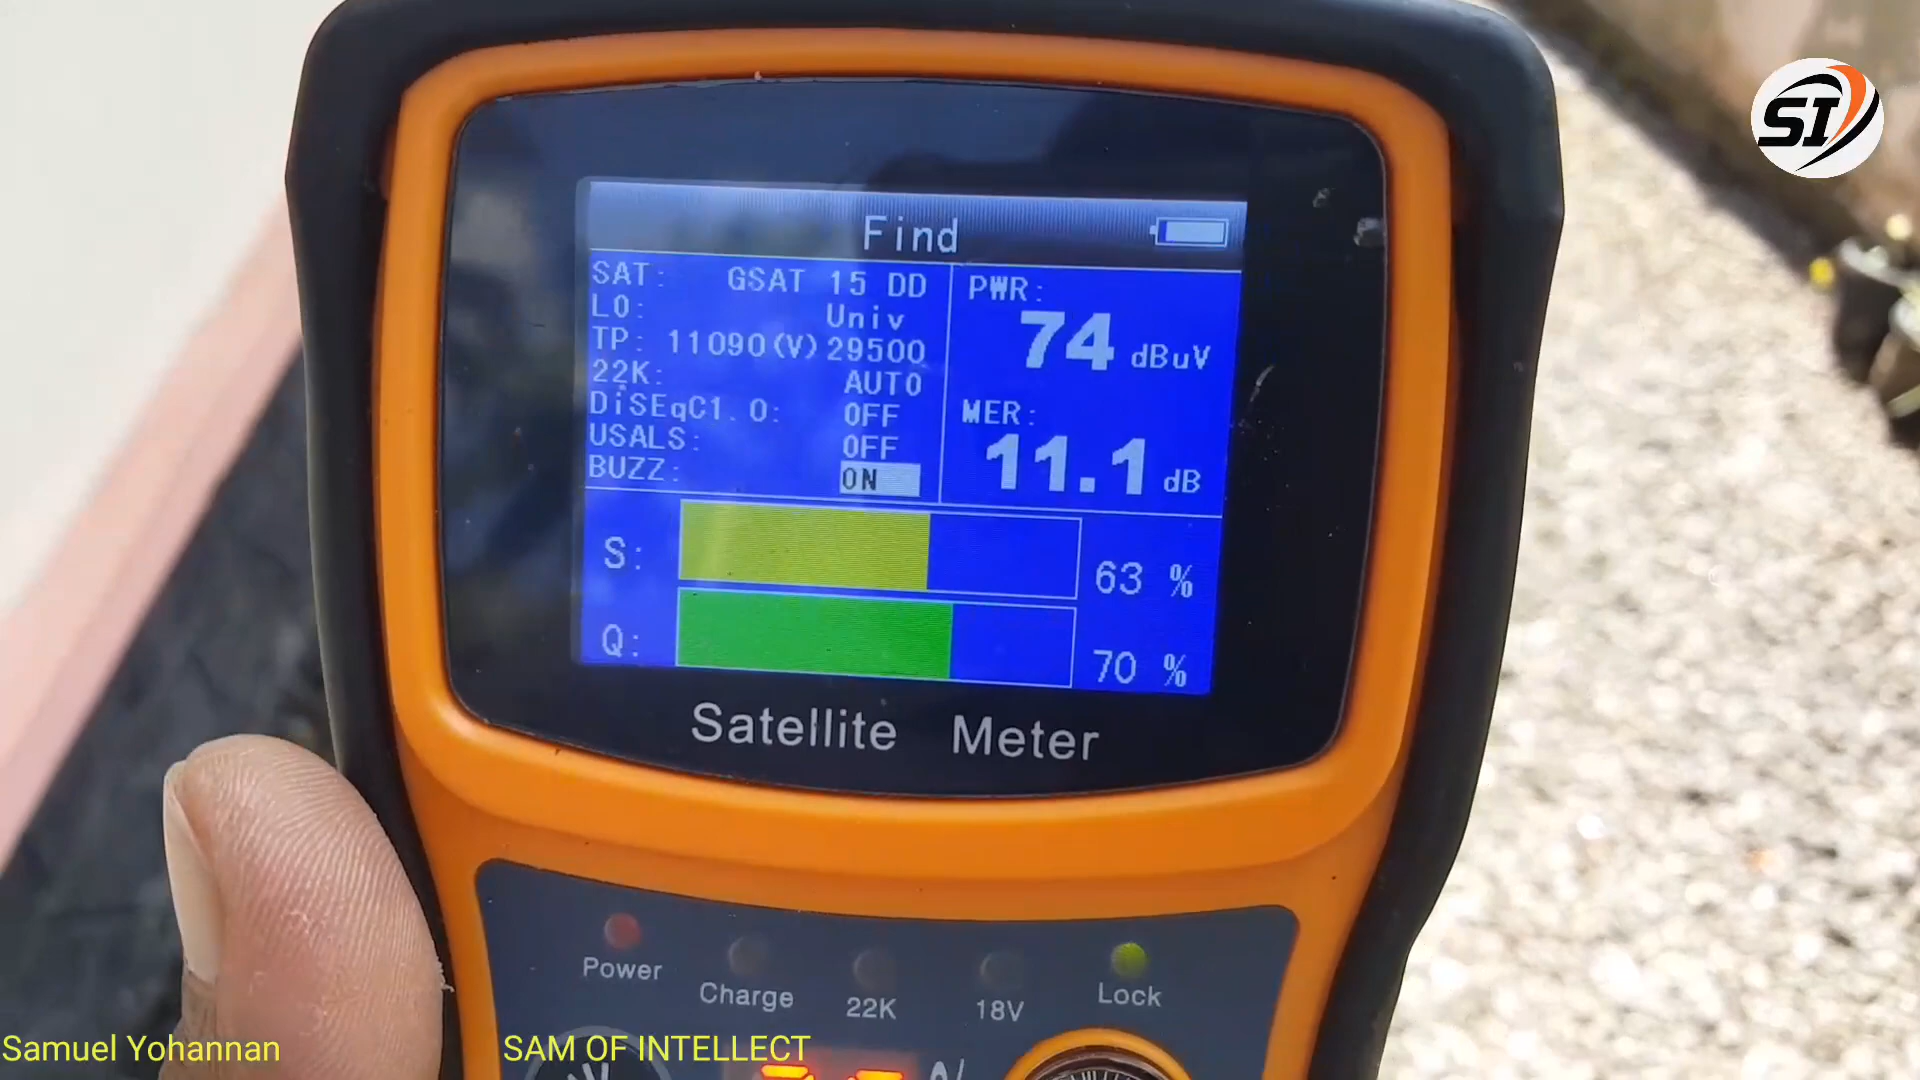 SI
Find
SAT: GSAT 15 DD
LO: Univ
TP: 11090(V) 29500
22K: AUTO
DiSEqC1.0: OFF
USALS: OFF
BUZZ: ON
PWR:
74 dBuV
MER:
11.1 dB
S: 63 %
Q: 70 %
Satellite Meter
Power
Charge
22K
18V
Lock
Samuel Yohannan
SAM OF INTELLECT